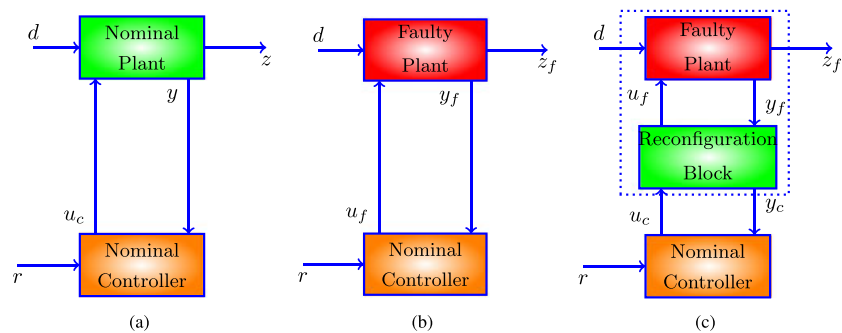 d
Nominal
Plant
z
y
u_c
r
Nominal
Controller
(a)
d
Faulty
Plant
z_f
y_f
u_f
r
Nominal
Controller
(b)
d
Faulty
Plant
z_f
u_f
y_f
Reconfiguration
Block
u_c
y_c
r
Nominal
Controller
(c)